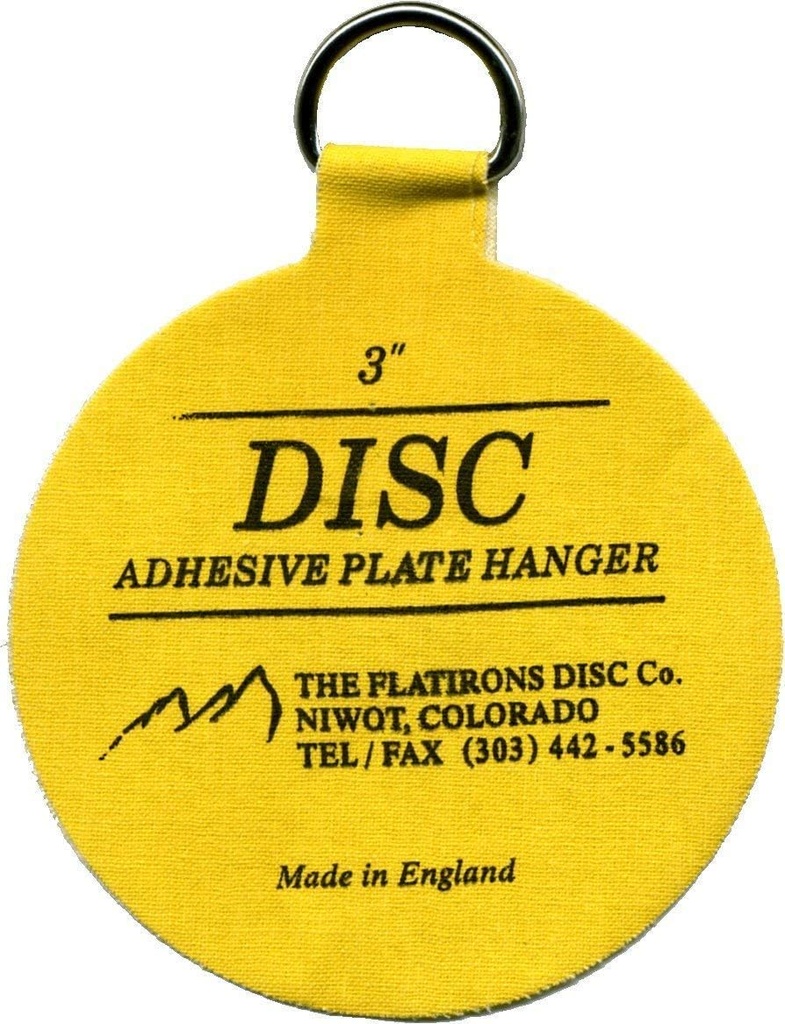 3"
DISC
ADHESIVE PLATE HANGER
THE FLATIRONS DISC Co.
NIWOT, COLORADO
TEL / FAX (303) 442 - 5586
Made in England